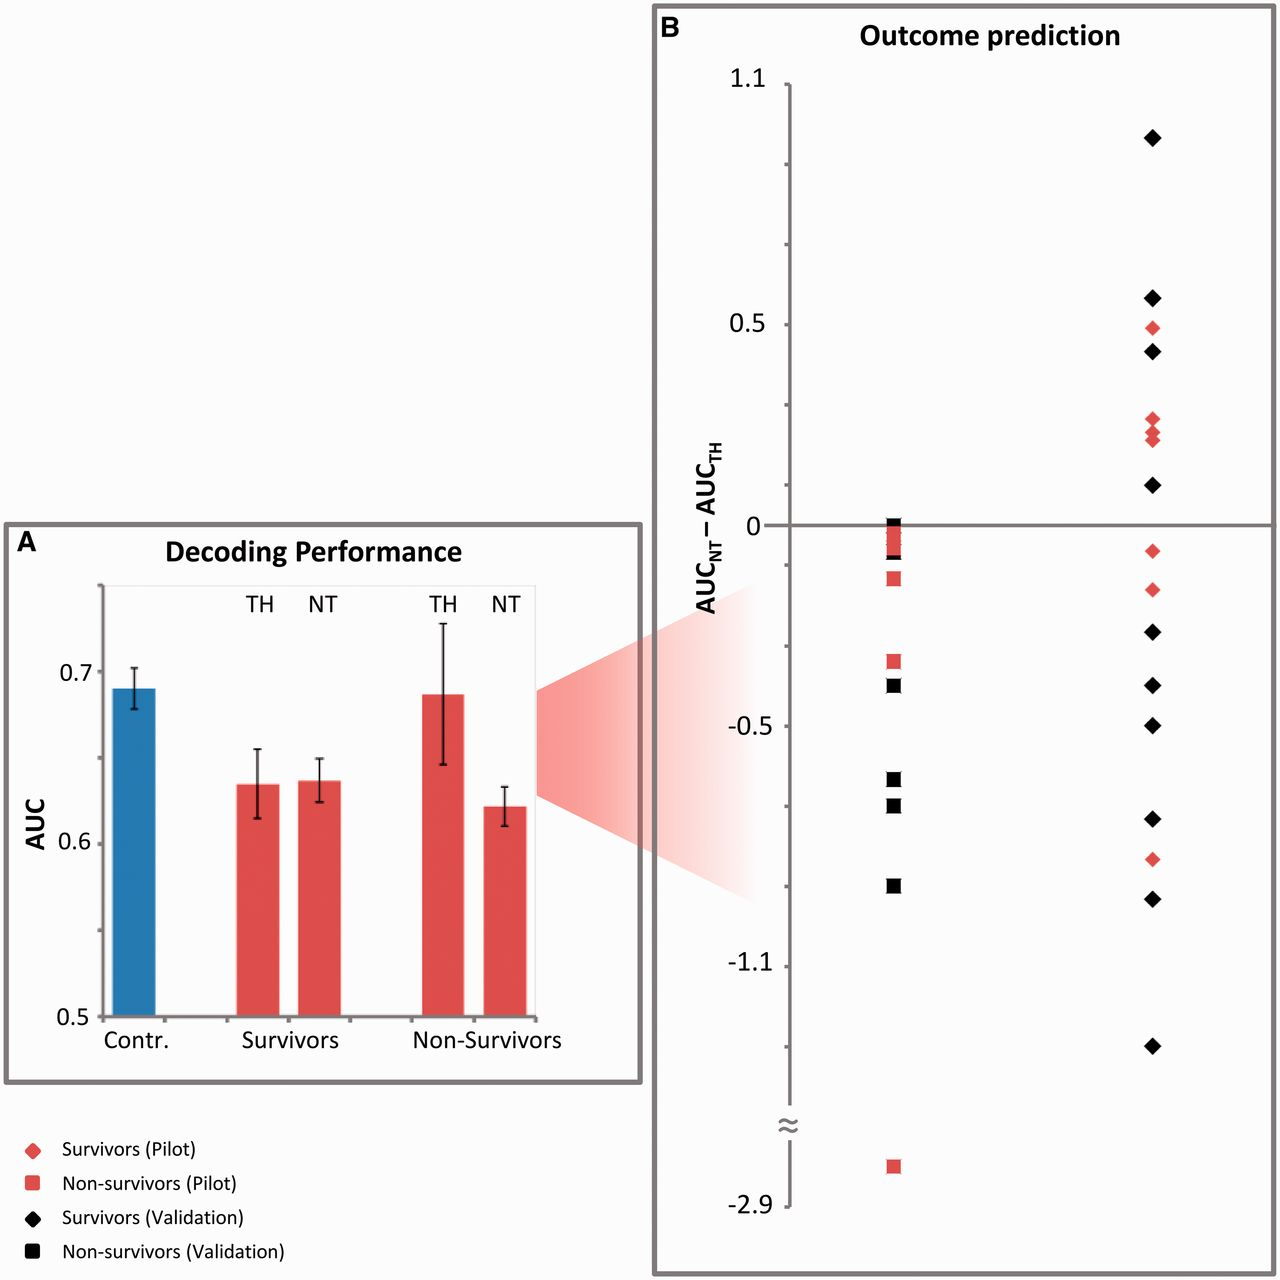 A
Decoding Performance
TH NT TH NT
0.7
0.6
0.5
AUC
Contr. Survivors Non-Survivors
Survivors (Pilot)
Non-survivors (Pilot)
Survivors (Validation)
Non-survivors (Validation)
B
Outcome prediction
1.1
0.5
0
-0.5
-1.1
≈
-2.9
AUCNT – AUCTH